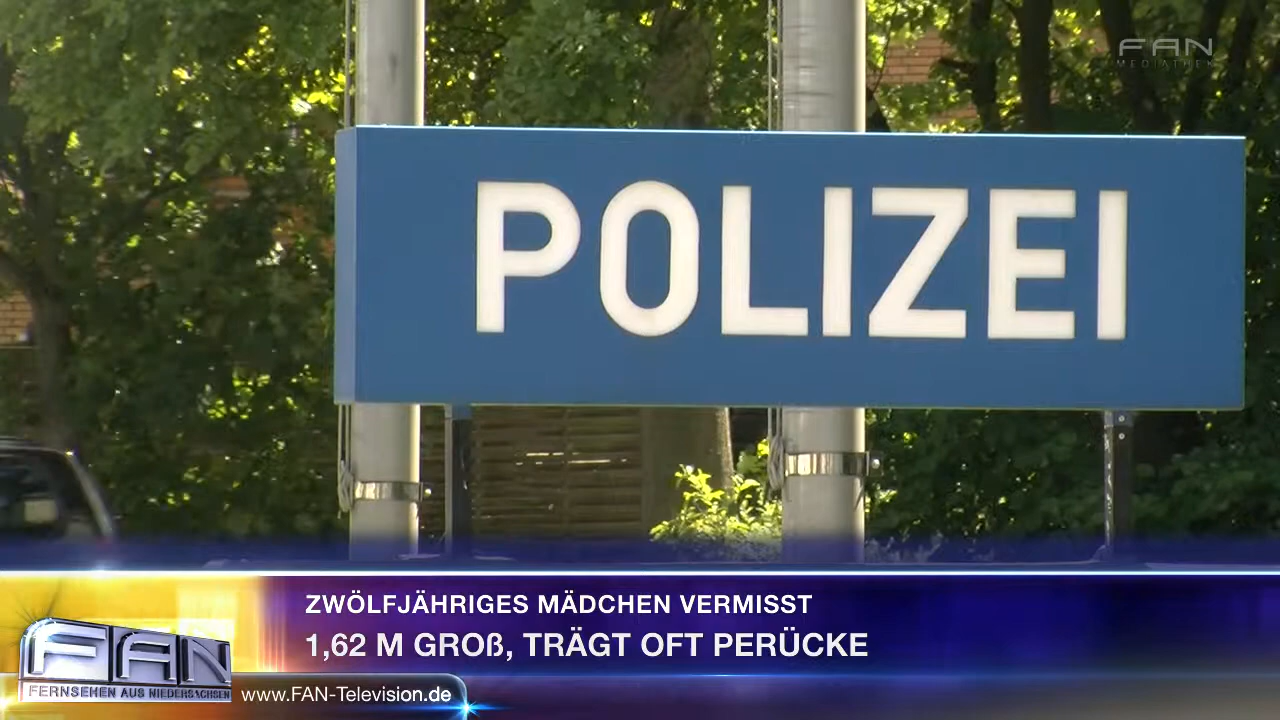 FAN
MEDIATHEK
POLIZEI
ZWÖLFJÄHRIGES MÄDCHEN VERMISST
1,62 M GROß, TRÄGT OFT PERÜCKE
FAN
FERNSEHEN AUS NIEDERSACHSEN
www.FAN-Television.de